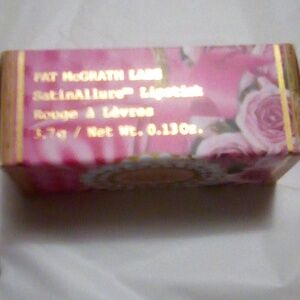 PAT McGRATH LABS
SatinAllure™ Lipstick
Rouge à Lèvres
3.7g / Net Wt. 0.13Oz.